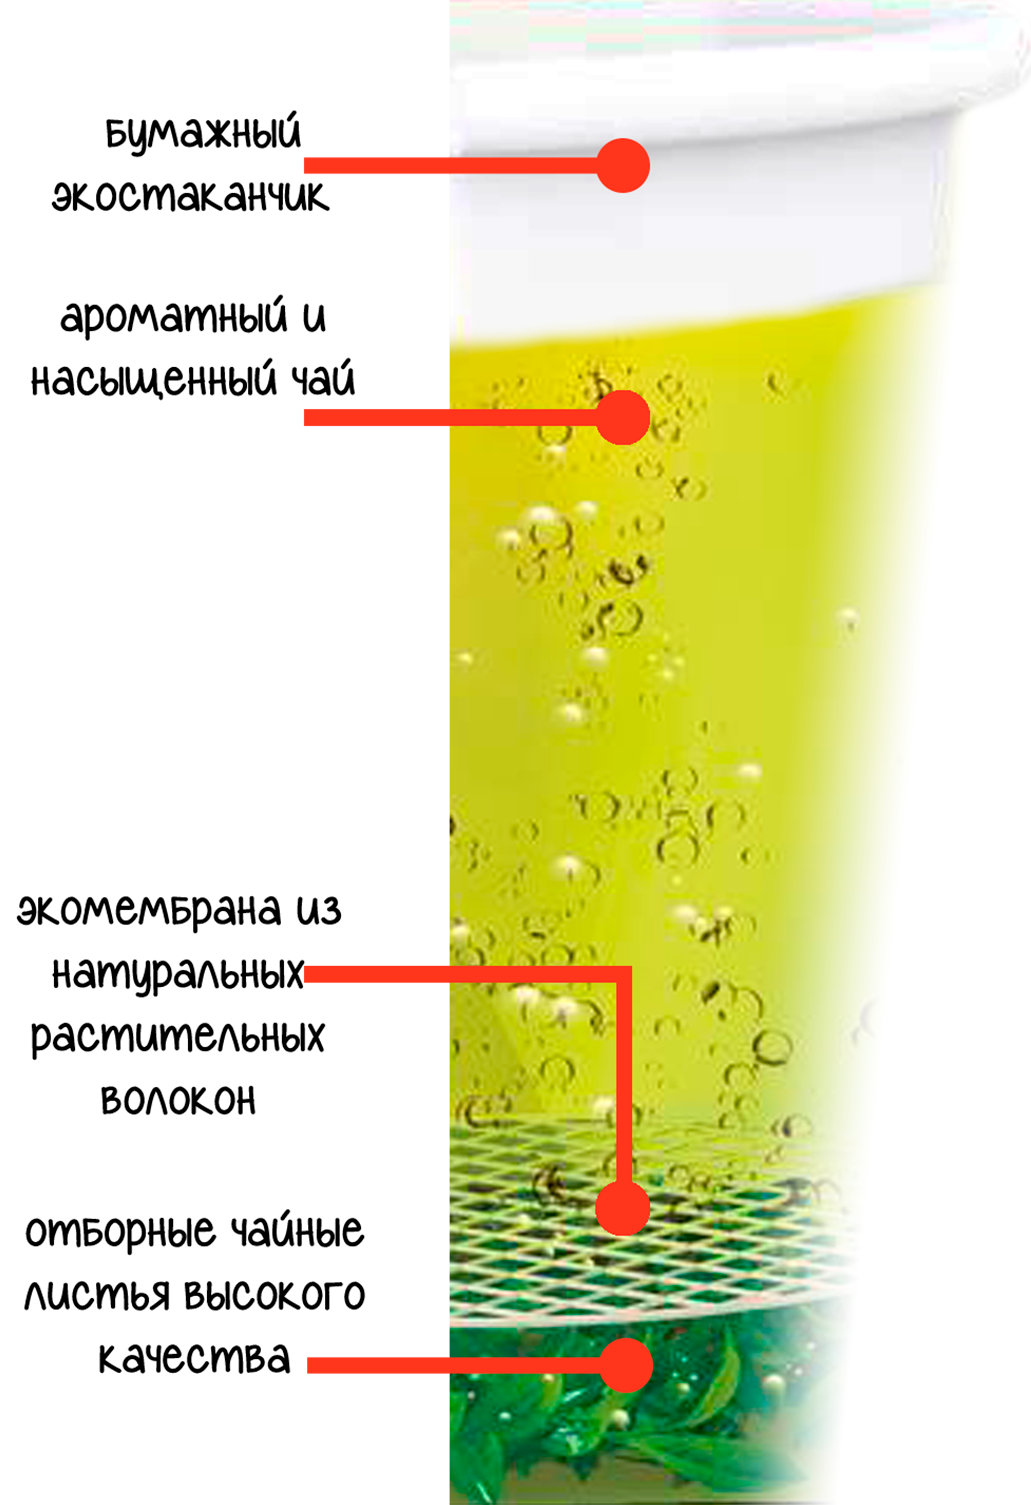 бумажный
экостаканчик
ароматный и
насыщенный чай
экомембрана из
натуральных
растительных
волокон
отборные чайные
листья высокого
качества